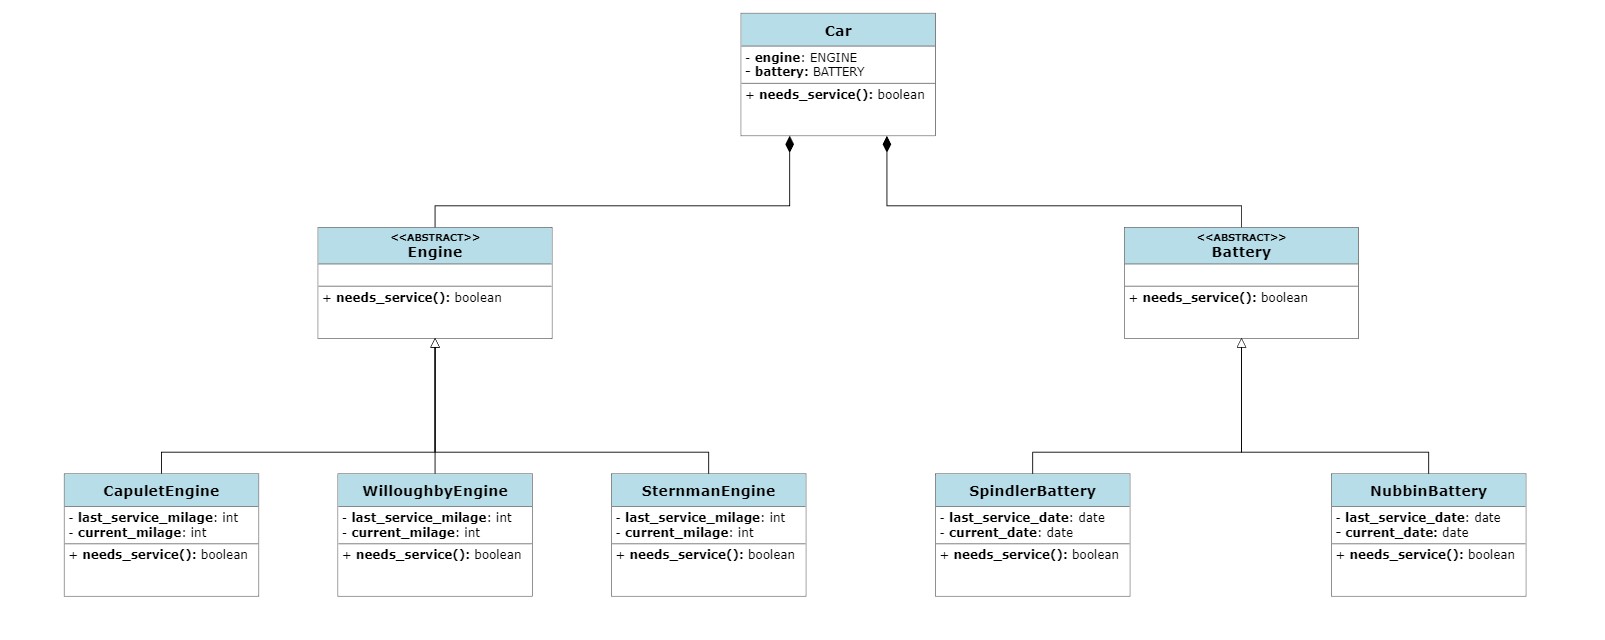 Car
- engine: ENGINE
- battery: BATTERY
+ needs_service(): boolean
<<ABSTRACT>>
Engine
+ needs_service(): boolean
<<ABSTRACT>>
Battery
+ needs_service(): boolean
CapuletEngine
- last_service_milage: int
- current_milage: int
+ needs_service(): boolean
WilloughbyEngine
- last_service_milage: int
- current_milage: int
+ needs_service(): boolean
SternmanEngine
- last_service_milage: int
- current_milage: int
+ needs_service(): boolean
SpindlerBattery
- last_service_date: date
- current_date: date
+ needs_service(): boolean
NubbinBattery
- last_service_date: date
- current_date: date
+ needs_service(): boolean